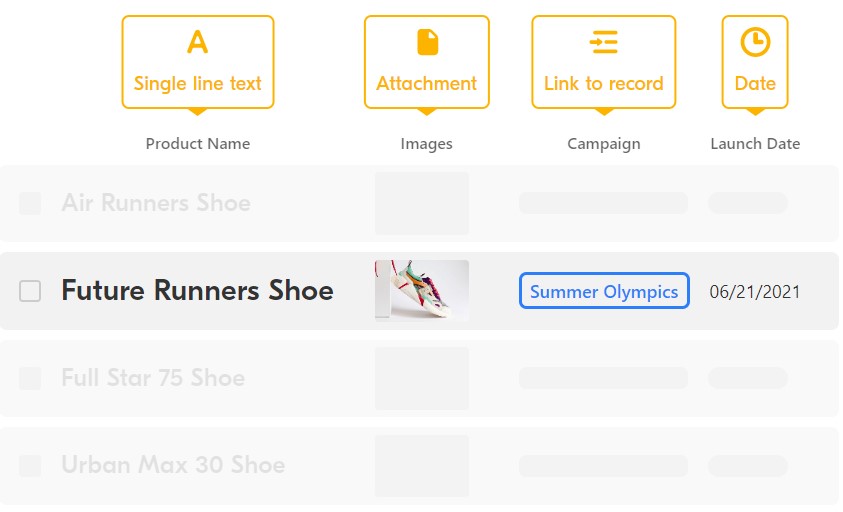 Single line text
Attachment
Link to record
Date
Product Name
Images
Campaign
Launch Date
Air Runners Shoe
Future Runners Shoe
Summer Olympics
06/21/2021
Full Star 75 Shoe
Urban Max 30 Shoe